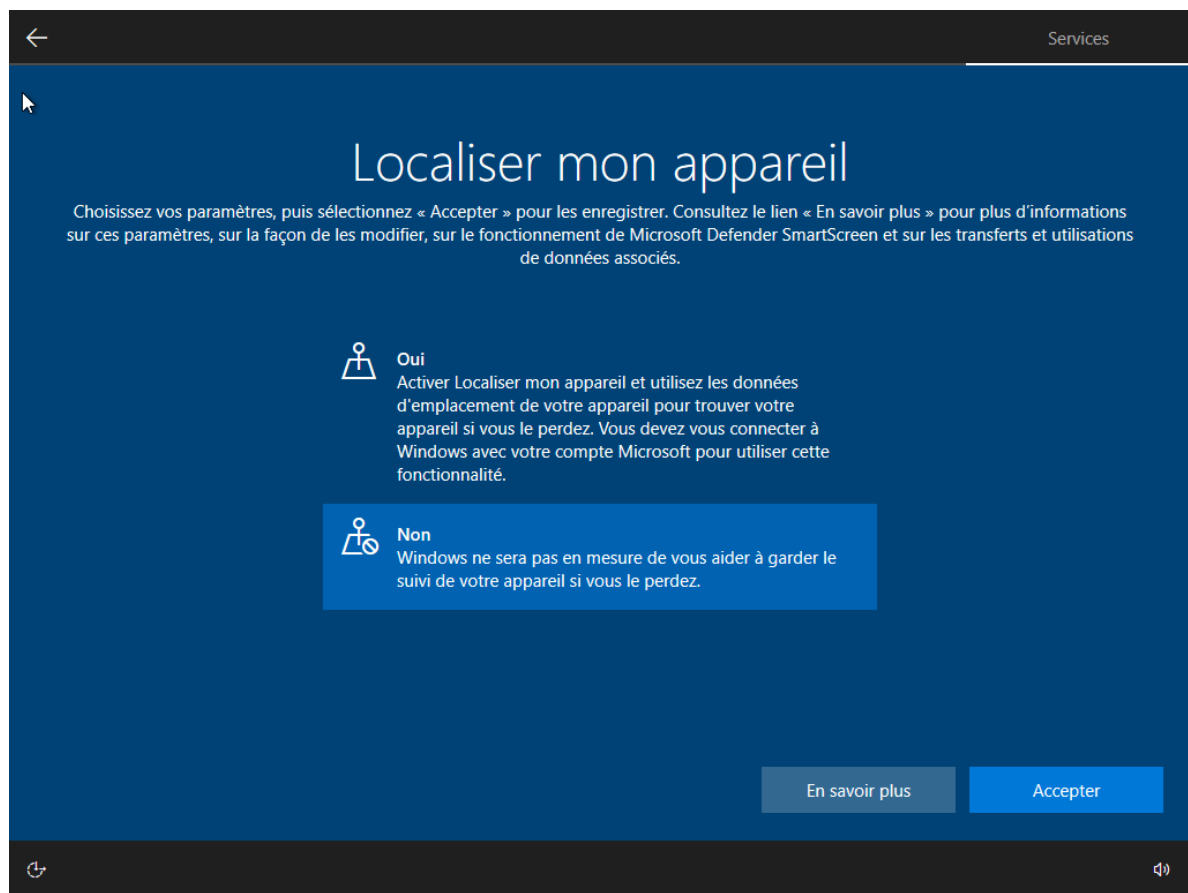 Services
Localiser mon appareil
Choisissez vos paramètres, puis sélectionnez « Accepter » pour les enregistrer. Consultez le lien « En savoir plus » pour plus d’informations
sur ces paramètres, sur la façon de les modifier, sur le fonctionnement de Microsoft Defender SmartScreen et sur les transferts et utilisations
de données associés.
Oui
Activer Localiser mon appareil et utilisez les données
d'emplacement de votre appareil pour trouver votre
appareil si vous le perdez. Vous devez vous connecter à
Windows avec votre compte Microsoft pour utiliser cette
fonctionnalité.
Non
Windows ne sera pas en mesure de vous aider à garder le
suivi de votre appareil si vous le perdez.
En savoir plus
Accepter